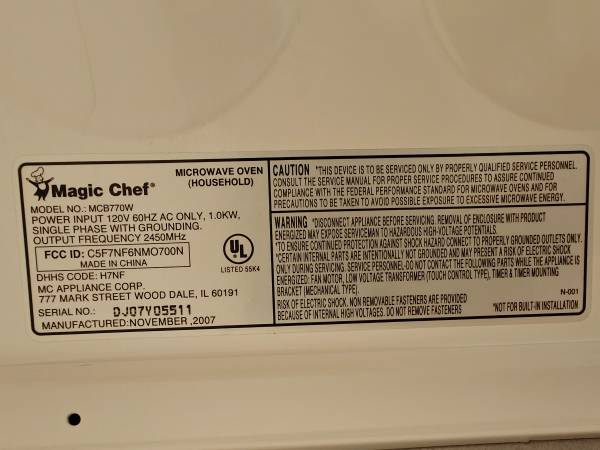 MICROWAVE OVEN
(HOUSEHOLD)
Magic Chef®
MODEL NO.: MCB770W
POWER INPUT 120V 60HZ AC ONLY, 1.0KW,
SINGLE PHASE WITH GROUNDING.
OUTPUT FREQUENCY 2450MHz
FCC ID: C5F7NF6NMO700N
MADE IN CHINA
UL
LISTED 55K4
DHHS CODE: H7NF
MC APPLIANCE CORP.
777 MARK STREET WOOD DALE, IL 60191
SERIAL NO.: DJ07Y05511
MANUFACTURED:NOVEMBER ,2007
CAUTION *THIS DEVICE IS TO BE SERVICED ONLY BY PROPERLY QUALIFIED SERVICE PERSONNEL.
CONSULT THE SERVICE MANUAL FOR PROPER SERVICE PROCEDURES TO ASSURE CONTINUED
COMPLIANCE WITH THE FEDERAL PERFORMANCE STANDARD FOR MICROWAVE OVENS AND FOR
PRECAUTIONS TO BE TAKEN TO AVOID POSSIBLE EXPOSURE TO EXCESSIVE MICROWAVE ENERGY.
WARNING *DISCONNECT APPLIANCE BEFORE SERVICING. REMOVAL OF ENCLOSURE WITH PRODUCT
ENERGIZED MAY EXPOSE SERVICEMAN TO HAZARDOUS HIGH-VOLTAGE POTENTIALS.
*TO ENSURE CONTINUED PROTECTION AGAINST SHOCK HAZARD CONNECT TO PROPERLY GROUNDED OUTLETS ONLY.
*CERTAIN INTERNAL PARTS ARE INTENTIONALLY NOT GROUNDED AND MAY PRESENT A RISK OF ELECTRIC SHOCK
ONLY DURING SERVICING. SERVICE PERSONNEL-DO NOT CONTACT THE FOLLOWING PARTS WHILE THE APPLIANCE IS
ENERGIZED: FAN MOTOR, LOW VOLTAGE TRANSFORMER (TOUCH CONTROL TYPE), TIMER & TIMER MOUNTING
BRACKET (MECHANICAL TYPE).
N-001
RISK OF ELECTRIC SHOCK. NON REMOVABLE FASTENERS ARE PROVIDED
BECAUSE OF INTERNAL HIGH VOLTAGES. DO NOT REMOVE FASTENERS
*NOT FOR BUILT-IN INSTALLATION